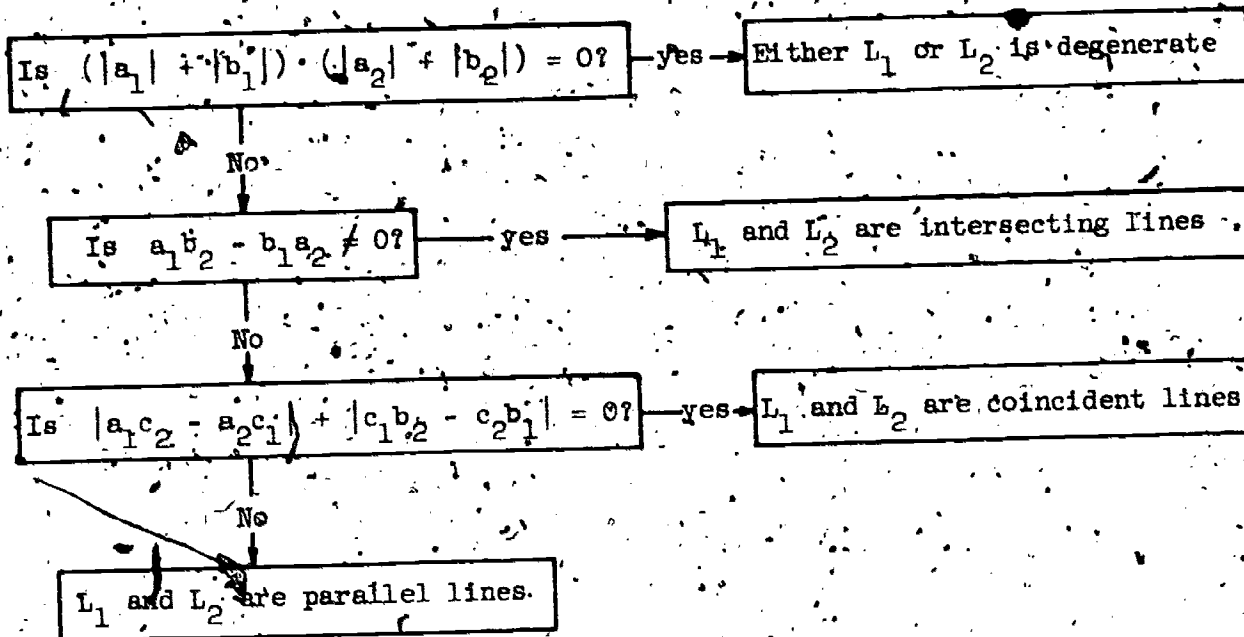 Is (|a₁| + |b₁|) · (|a₂| + |b₂|) = 0?
yes
Either L₁ or L₂ is degenerate
No
Is a₁b₂ - b₁a₂ ≠ 0?
yes
L₁ and L₂ are intersecting lines
No
Is |a₁c₂ - a₂c₁| + |c₁b₂ - c₂b₁| = 0?
yes
L₁ and L₂ are coincident lines
No
L₁ and L₂ are parallel lines.